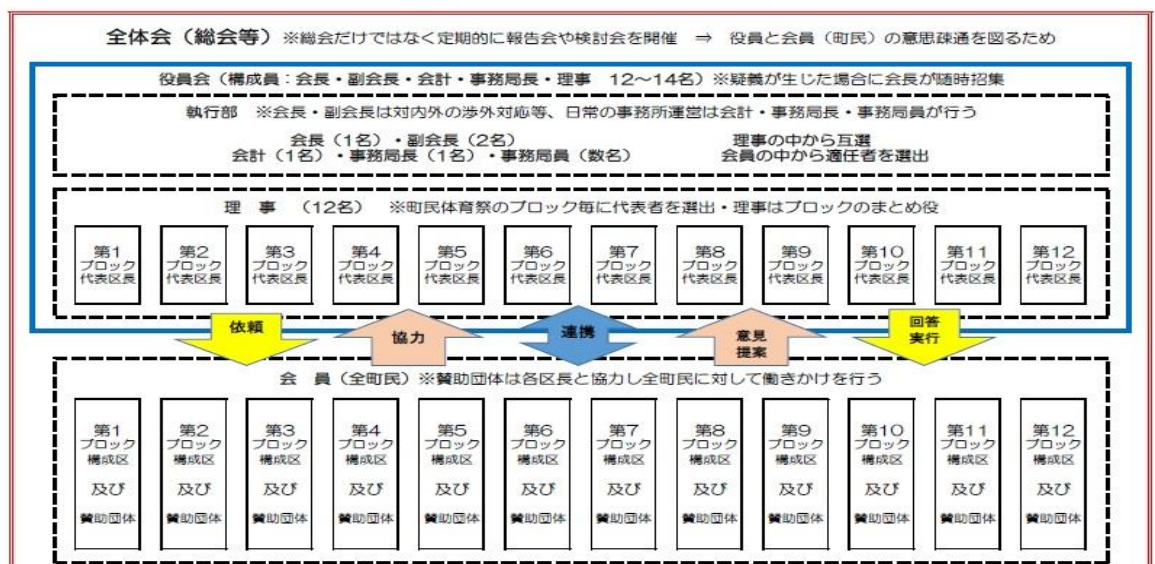 全体会（総会等）※総会だけではなく定期的に報告会や検討会を開催　⇒　役員と会員（町民）の意思疎通を図るため
役員会（構成員：会長・副会長・会計・事務局長・理事　12～14名）※疑義が生じた場合に会長が随時招集
執行部　※会長・副会長は対内外の渉外対応等、日常の事務所運営は会計・事務局長・事務局員が行う
会長（1名）・副会長（2名）　理事の中から互選
会計（1名）・事務局長（1名）・事務局員（数名）　会員の中から適任者を選出
理　事　（12名）　※町民体育祭のブロック毎に代表者を選出・理事はブロックのまとめ役
第1 第2 第3 第4 第5 第6 第7 第8 第9 第10 第11 第12
ブロック ブロック ブロック ブロック ブロック ブロック ブロック ブロック ブロック ブロック ブロック ブロック
代表区長 代表区長 代表区長 代表区長 代表区長 代表区長 代表区長 代表区長 代表区長 代表区長 代表区長 代表区長
依頼
協力
連携
意見
提案
回答
実行
会　員（全町民）※賛助団体は各区長と協力し全町民に対して働きかけを行う
第1 第2 第3 第4 第5 第6 第7 第8 第9 第10 第11 第12
ブロック ブロック ブロック ブロック ブロック ブロック ブロック ブロック ブロック ブロック ブロック ブロック
構成区 構成区 構成区 構成区 構成区 構成区 構成区 構成区 構成区 構成区 構成区 構成区
及び 及び 及び 及び 及び 及び 及び 及び 及び 及び 及び 及び
賛助団体 賛助団体 賛助団体 賛助団体 賛助団体 賛助団体 賛助団体 賛助団体 賛助団体 賛助団体 賛助団体 賛助団体